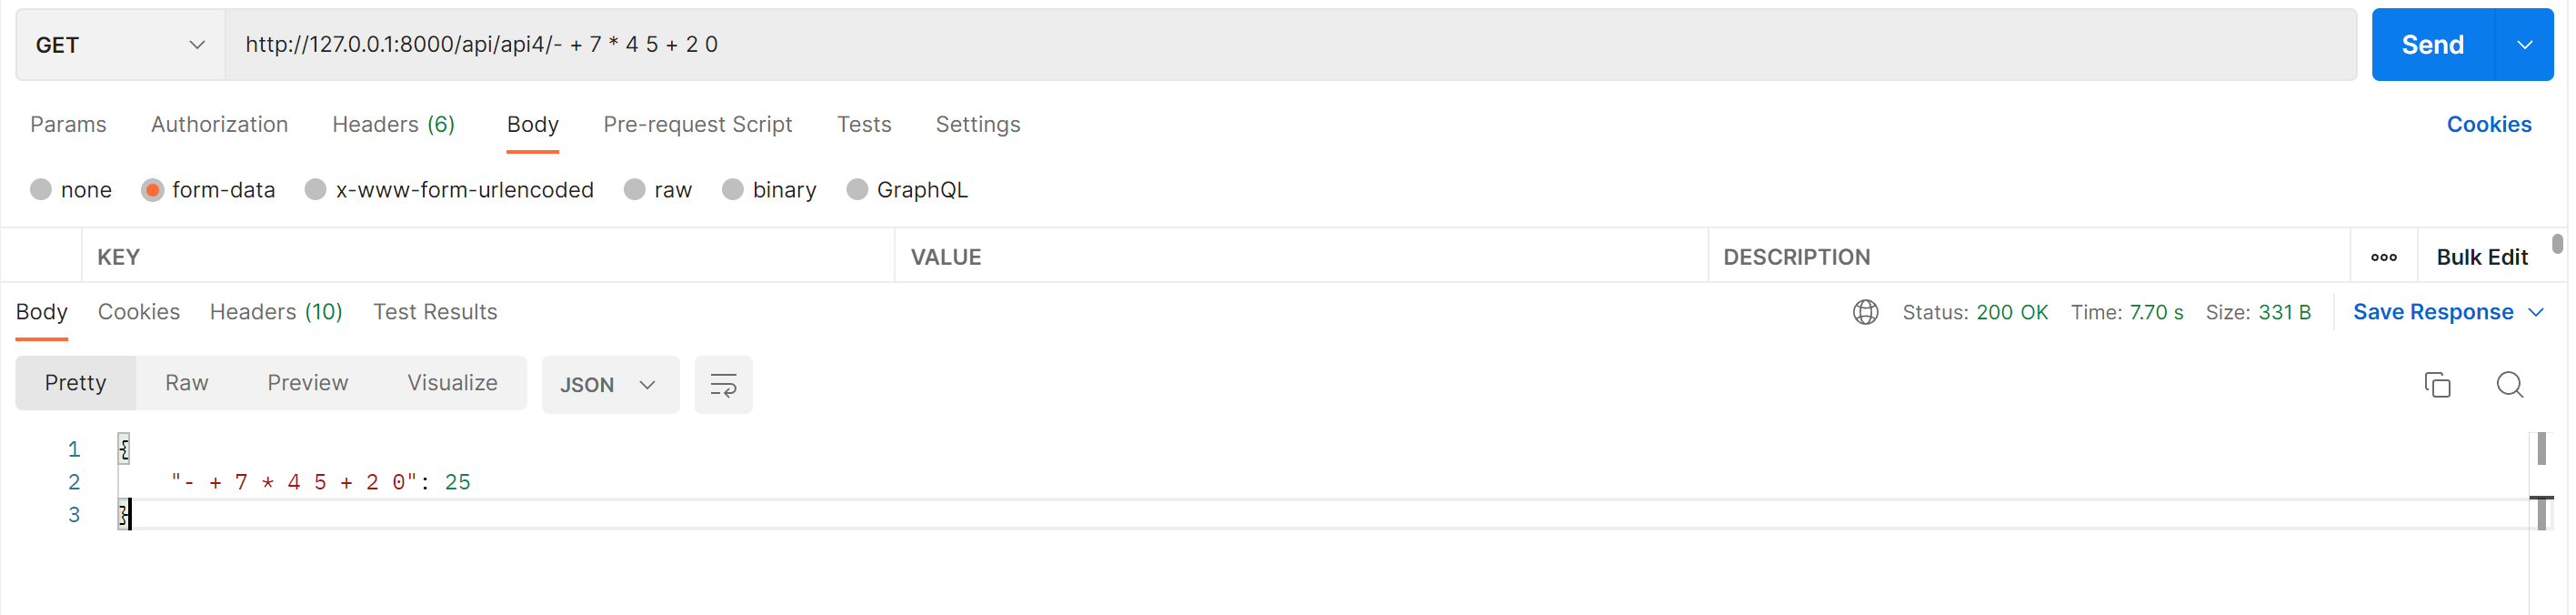 GET http://127.0.0.1:8000/api/api4/- + 7 * 4 5 + 2 0 Send
Params Authorization Headers (6) Body Pre-request Script Tests Settings Cookies
none form-data x-www-form-urlencoded raw binary GraphQL
KEY VALUE DESCRIPTION ooo Bulk Edit
Body Cookies Headers (10) Test Results Status: 200 OK Time: 7.70 s Size: 331 B Save Response
Pretty Raw Preview Visualize JSON
1 {
2 "- + 7 * 4 5 + 2 0": 25
3 }